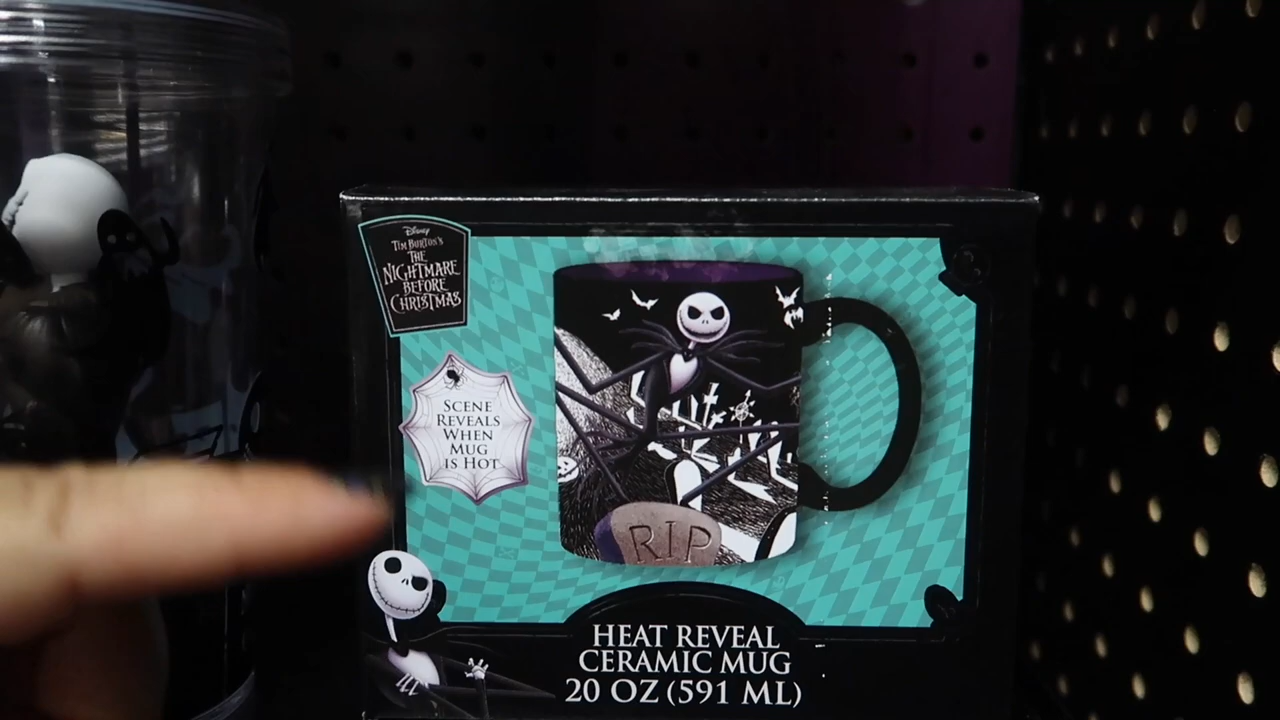 Disney
TIM BURTON'S
THE
NIGHTMARE
BEFORE
CHRISTMAS
SCENE
REVEALS
WHEN
MUG
IS HOT
RIP
HEAT REVEAL
CERAMIC MUG
20 OZ (591 ML)